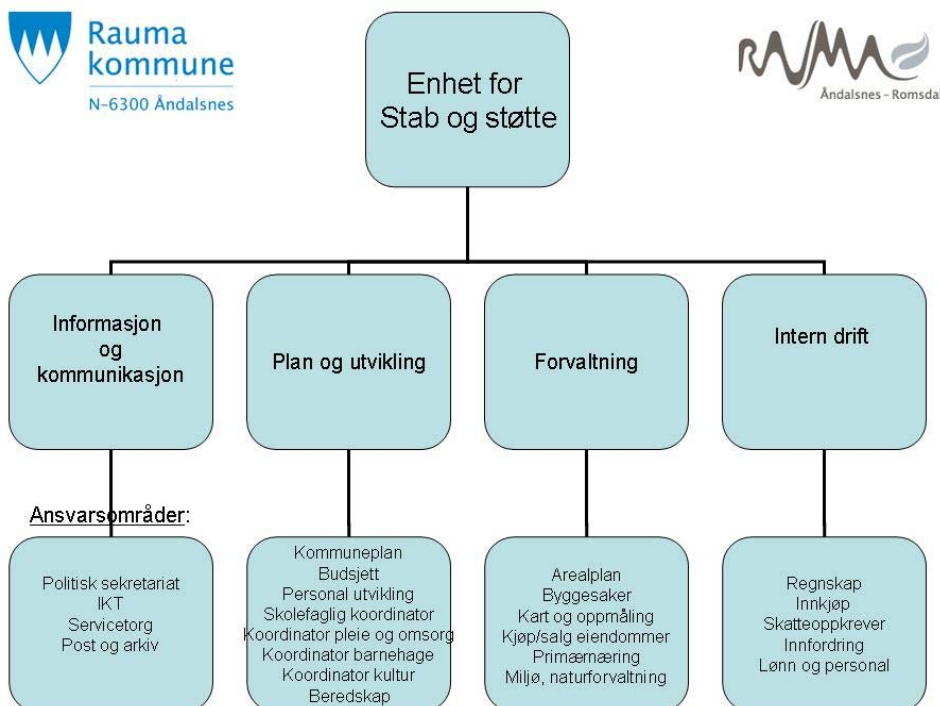 Rauma
kommune
N-6300 Åndalsnes
RAUMA
Åndalsnes - Romsdal
Enhet for
Stab og støtte
Informasjon
og
kommunikasjon
Plan og utvikling
Forvaltning
Intern drift
Ansvarsområder:
Politisk sekretariat
IKT
Servicetorg
Post og arkiv
Kommuneplan
Budsjett
Personal utvikling
Skolefaglig koordinator
Koordinator pleie og omsorg
Koordinator barnehage
Koordinator kultur
Beredskap
Arealplan
Byggesaker
Kart og oppmåling
Kjøp/salg eiendommer
Primærnæring
Miljø, naturforvaltning
Regnskap
Innkjøp
Skatteoppkrever
Innfordring
Lønn og personal